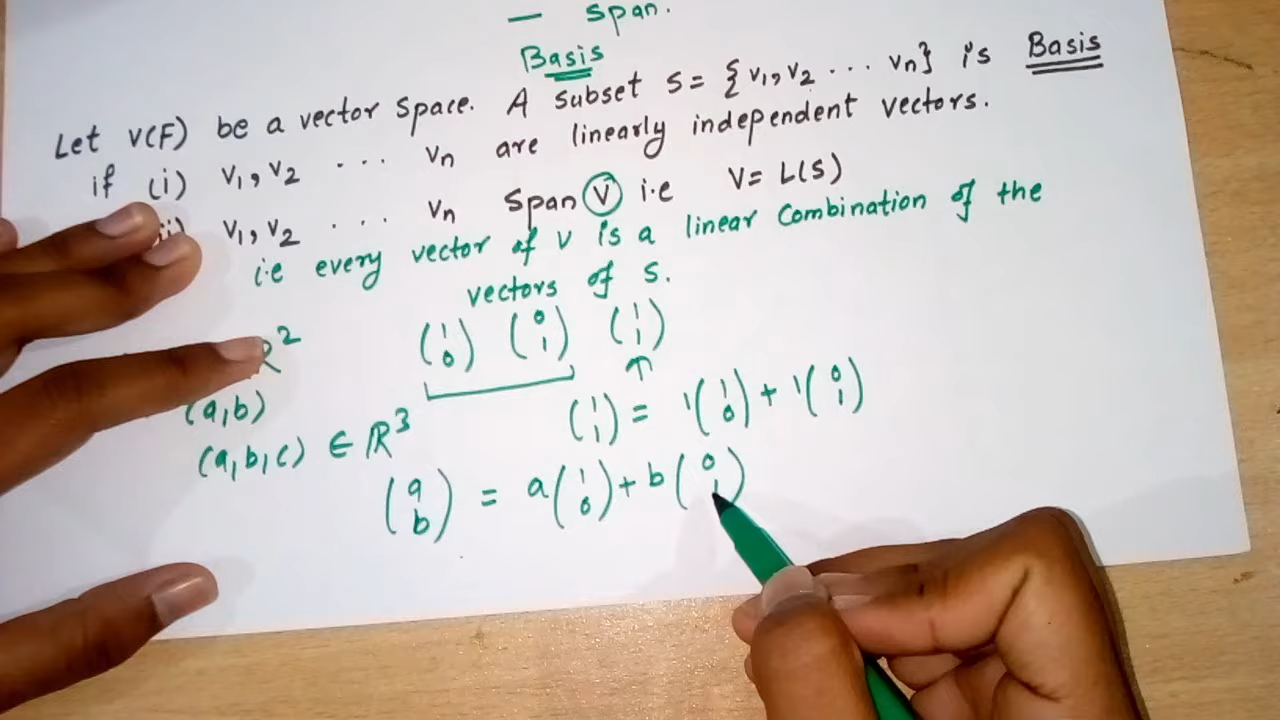 — Span.
Basis
Let V(F) be a vector space. A subset S = {v₁, v₂ ... vₙ} is Basis
if (i) v₁, v₂ ... vₙ are linearly independent vectors.
ii) v₁, v₂ ... vₙ span V i.e V = L(S)
i.e every vector of V is a linear combination of the
vectors of S.
R² (1 0) (0 1) (1 1)
↑
(a,b) (1 1) = 1(1 0) + 1(0 1)
(a,b,c) ∈ R³
(a b) = a(1 0) + b(0 1)